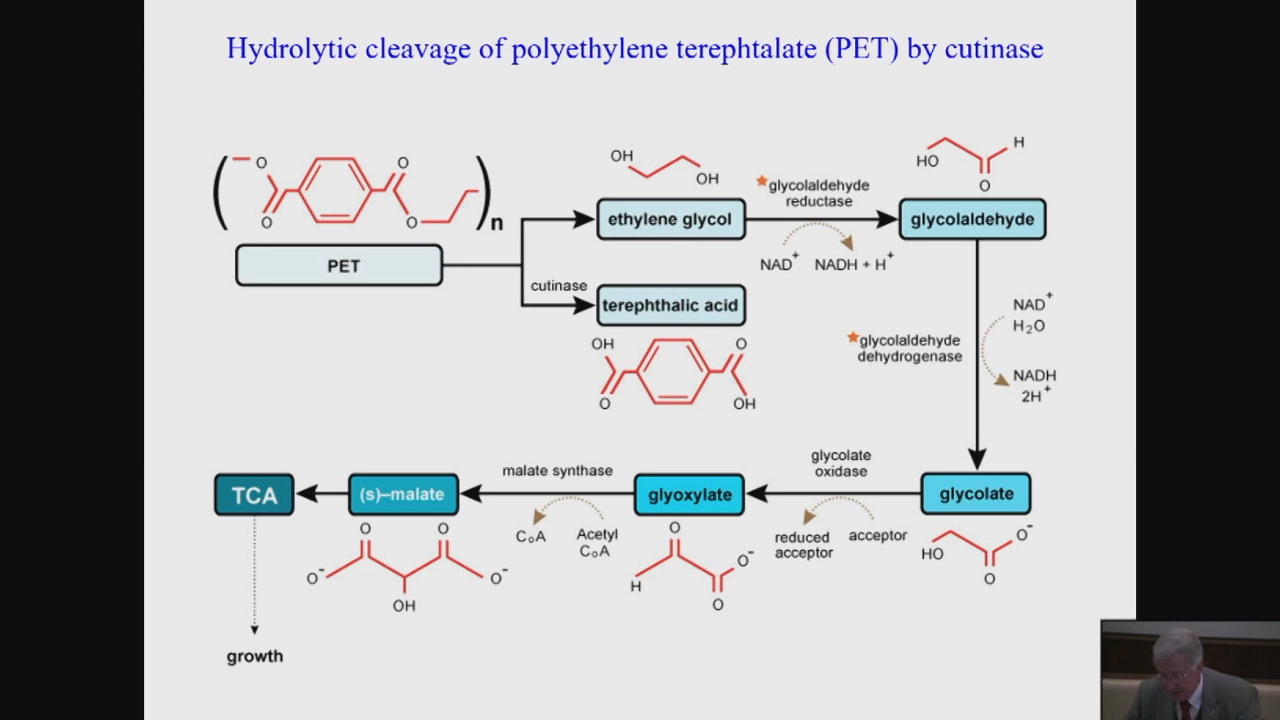 Hydrolytic cleavage of polyethylene terephtalate (PET) by cutinase
O
O
O
O
n
PET
cutinase
OH
OH
ethylene glycol
terephthalic acid
OH
O
O
OH
glycolaldehyde
reductase
NAD+
NADH + H+
HO
H
O
glycolaldehyde
glycolaldehyde
dehydrogenase
NAD+
H2O
NADH
2H+
glycolate
HO
O-
O
glycolate
oxidase
acceptor
reduced
acceptor
glyoxylate
O
H
O-
O
malate synthase
Acetyl
CoA
CoA
(s)–malate
O
O
O-
O-
OH
TCA
growth